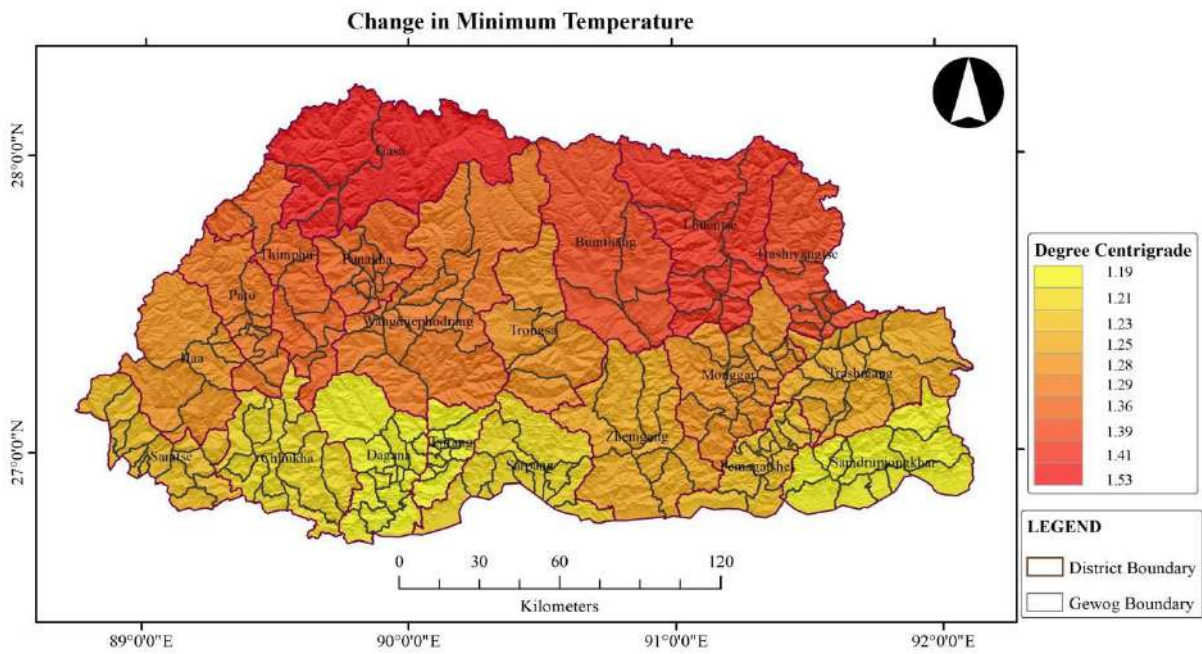 Change in Minimum Temperature
28°0'0"N
27°0'0"N
Gasa
Bumthang
Lhuentse
Trashiyangtse
Thimphu
Punakha
Paro
Wangduephodrang
Trongsa
Haa
Monggar
Trashigang
Samtse
Chhukha
Dagana
Tsirang
Sarpang
Zhemgang
Pemagatshel
Samdrupjongkhar
Degree Centrigrade
1.19
1.21
1.23
1.25
1.28
1.29
1.36
1.39
1.41
1.53
0 30 60 120
Kilometers
LEGEND
District Boundary
Gewog Boundary
89°0'0"E
90°0'0"E
91°0'0"E
92°0'0"E